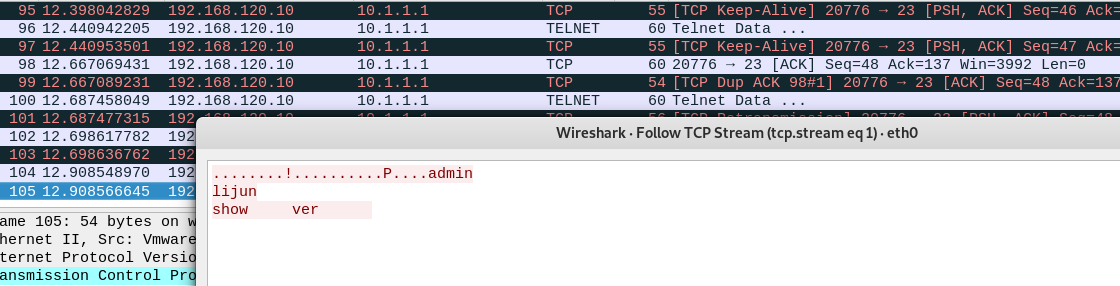 95 12.398042829 192.168.120.10 10.1.1.1 TCP 55 [TCP Keep-Alive] 20776 → 23 [PSH, ACK] Seq=46 Ack=
96 12.440942205 192.168.120.10 10.1.1.1 TELNET 60 Telnet Data ...
97 12.440953501 192.168.120.10 10.1.1.1 TCP 55 [TCP Keep-Alive] 20776 → 23 [PSH, ACK] Seq=47 Ack=
98 12.667069431 192.168.120.10 10.1.1.1 TCP 60 20776 → 23 [ACK] Seq=48 Ack=137 Win=3992 Len=0
99 12.667089231 192.168.120.10 10.1.1.1 TCP 54 [TCP Dup ACK 98#1] 20776 → 23 [ACK] Seq=48 Ack=137
100 12.687458049 192.168.120.10 10.1.1.1 TELNET 60 Telnet Data ...
101 12.687477315 192
102 12.698617782 192
103 12.698636762 192
104 12.908548970 192
105 12.908566645 192
Wireshark · Follow TCP Stream (tcp.stream eq 1) · eth0
........!..........P....admin
lijun
show ver
ame 105: 54 bytes on w
hernet II, Src: Vmware
ternet Protocol Versio
ansmission Control Pro